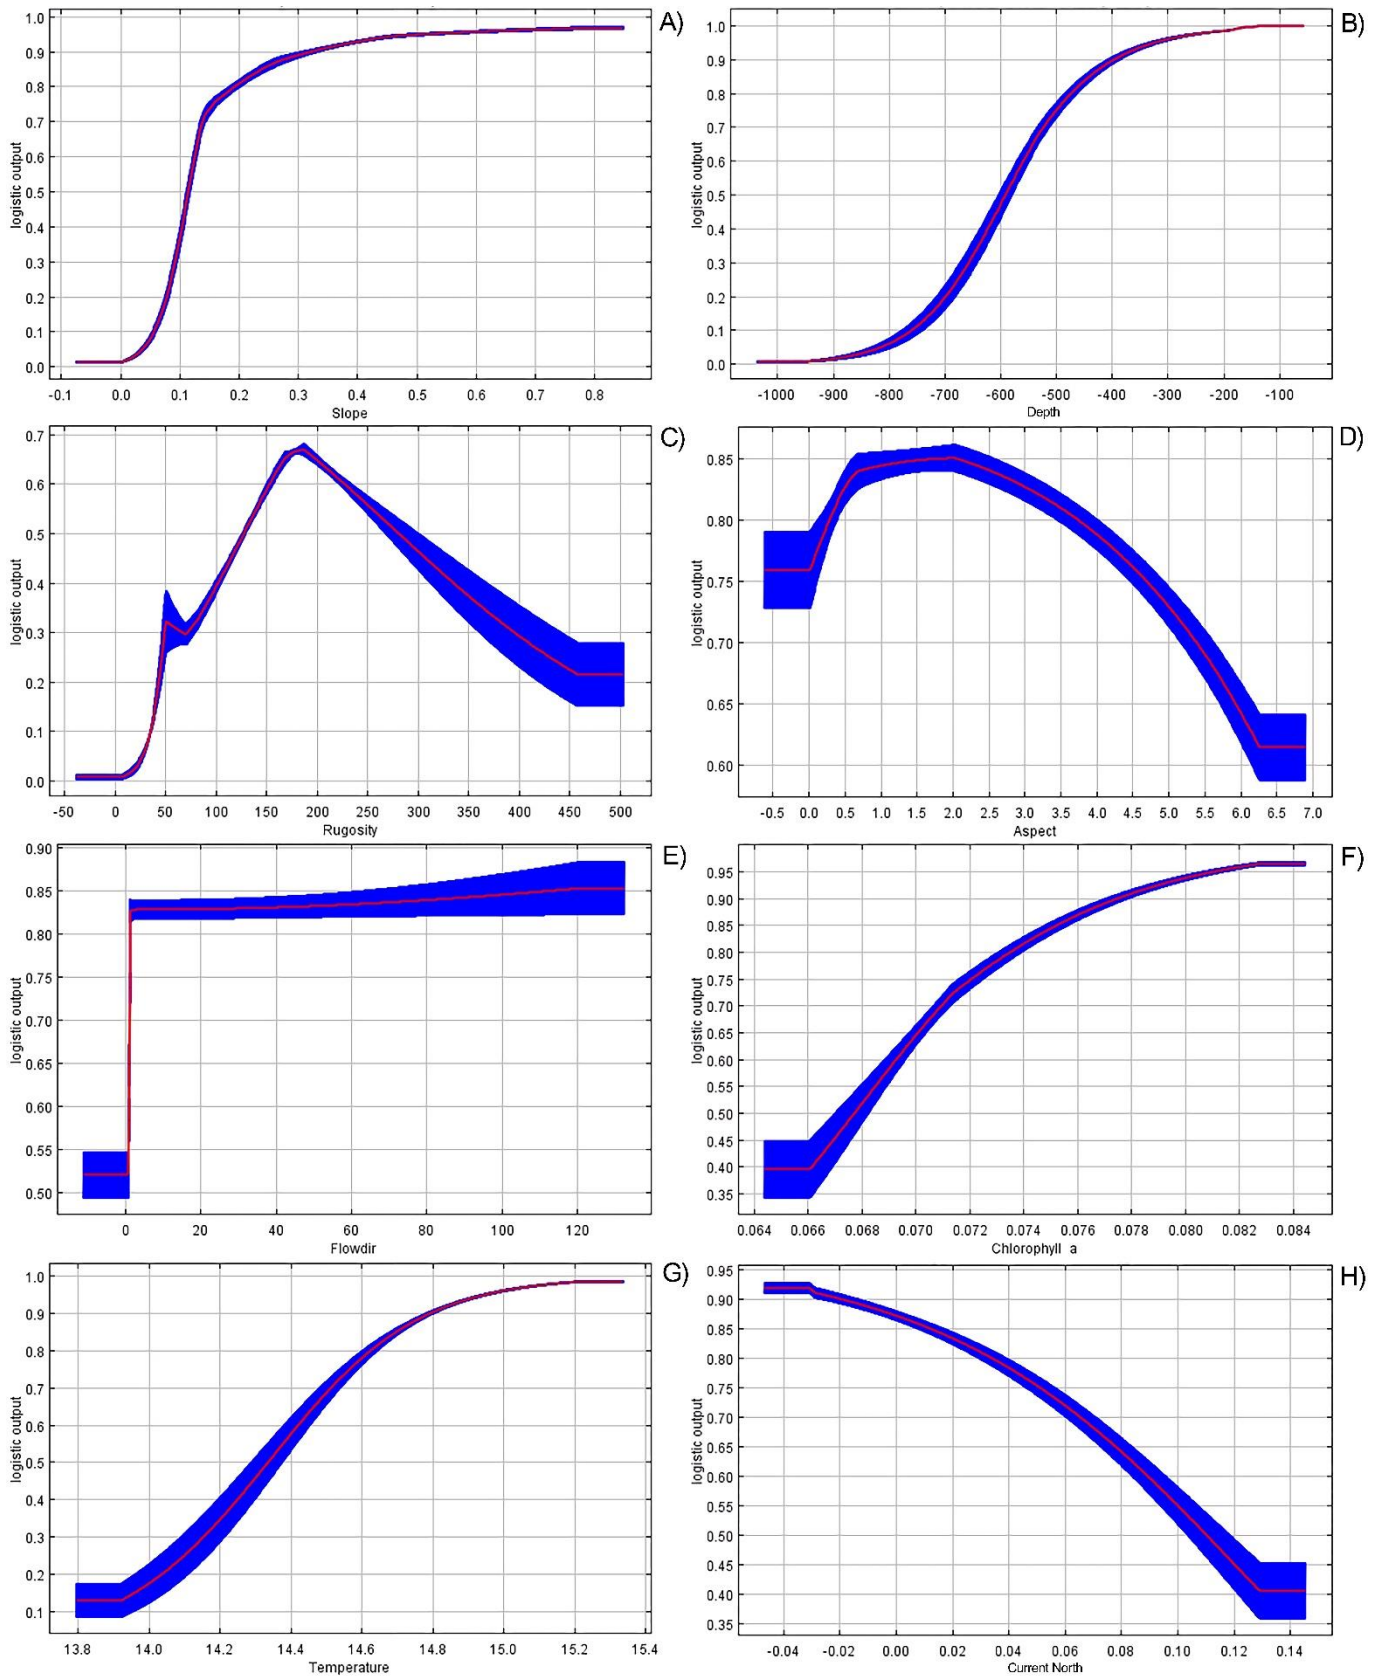 A)
1.0
0.9
0.8
0.7
0.6
0.5
0.4
0.3
0.2
0.1
0.0
logistic output
-0.1 0.0 0.1 0.2 0.3 0.4 0.5 0.6 0.7 0.8
Slope
B)
1.0
0.9
0.8
0.7
0.6
0.5
0.4
0.3
0.2
0.1
0.0
logistic output
-1000 -900 -800 -700 -600 -500 -400 -300 -200 -100
Depth
C)
0.7
0.6
0.5
0.4
0.3
0.2
0.1
0.0
logistic output
-50 0 50 100 150 200 250 300 350 400 450 500
Rugosity
D)
0.85
0.80
0.75
0.70
0.65
0.60
logistic output
-0.5 0.0 0.5 1.0 1.5 2.0 2.5 3.0 3.5 4.0 4.5 5.0 5.5 6.0 6.5 7.0
Aspect
E)
0.90
0.85
0.80
0.75
0.70
0.65
0.60
0.55
0.50
logistic output
0 20 40 60 80 100 120
Flowdir
F)
0.95
0.90
0.85
0.80
0.75
0.70
0.65
0.60
0.55
0.50
0.45
0.40
0.35
logistic output
0.064 0.066 0.068 0.070 0.072 0.074 0.076 0.078 0.080 0.082 0.084
Chlorophyll a
G)
1.0
0.9
0.8
0.7
0.6
0.5
0.4
0.3
0.2
0.1
logistic output
13.8 14.0 14.2 14.4 14.6 14.8 15.0 15.2 15.4
Temperature
H)
0.95
0.90
0.85
0.80
0.75
0.70
0.65
0.60
0.55
0.50
0.45
0.40
0.35
logistic output
-0.04 -0.02 0.00 0.02 0.04 0.06 0.08 0.10 0.12 0.14
Current North